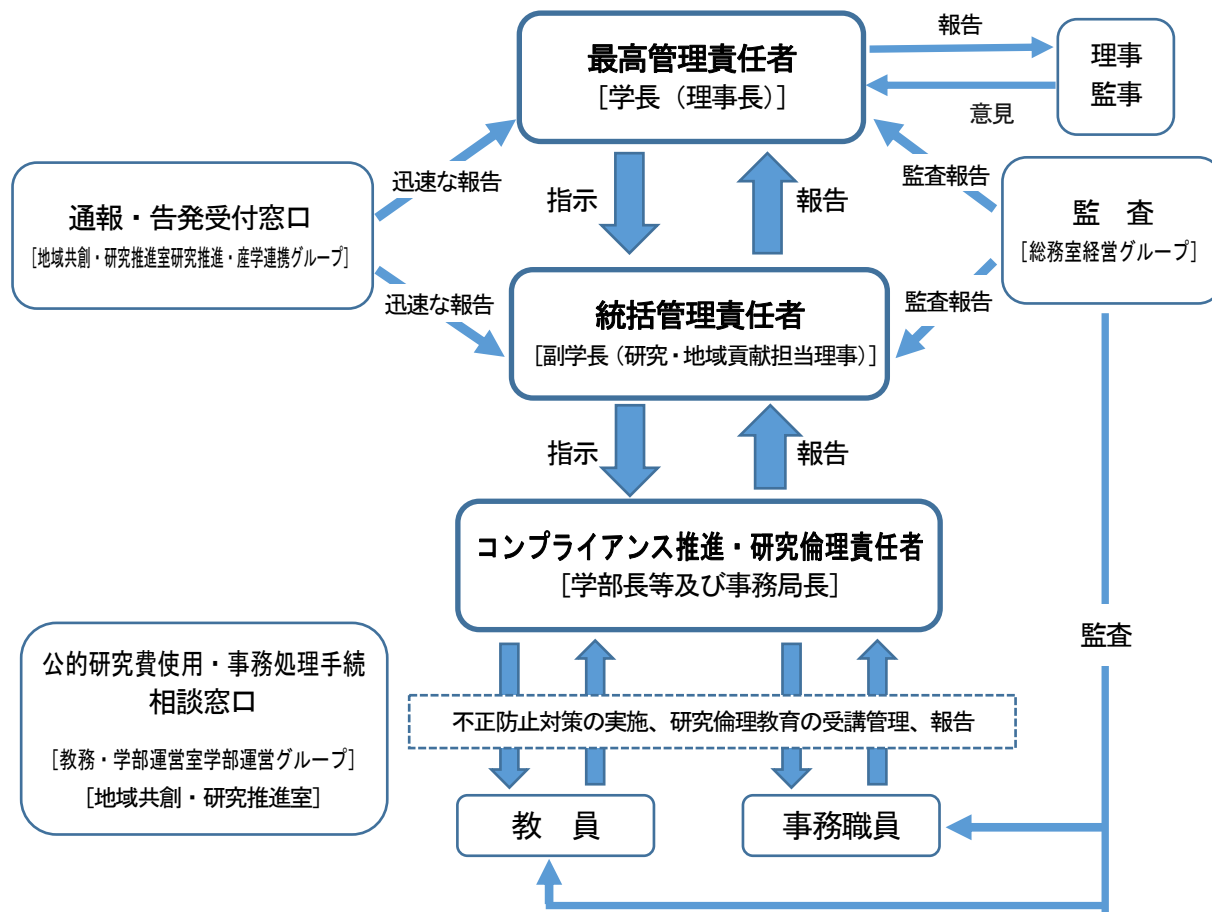 最高管理責任者
[学長（理事長）]
報告
理事
監事
意見
迅速な報告
監査報告
通報・告発受付窓口
[地域共創・研究推進室研究推進・産学連携グループ]
指示
報告
監　査
[総務室経営グループ]
迅速な報告
監査報告
統括管理責任者
[副学長（研究・地域貢献担当理事）]
指示
報告
コンプライアンス推進・研究倫理責任者
[学部長等及び事務局長]
監査
公的研究費使用・事務処理手続
相談窓口
[教務・学部運営室学部運営グループ]
[地域共創・研究推進室]
不正防止対策の実施、研究倫理教育の受講管理、報告
教　員
事務職員